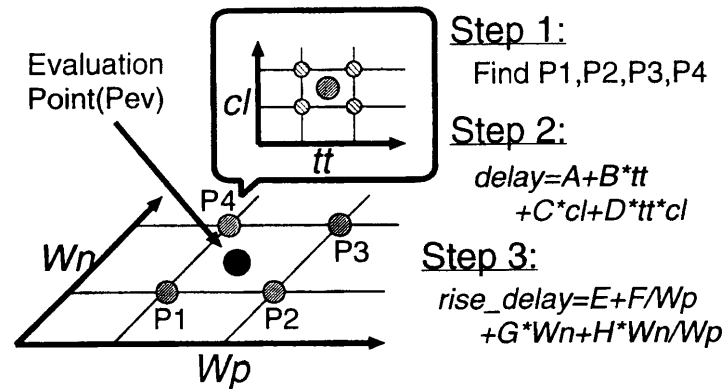 Evaluation
Point(Pev)
cl
tt
P4
P3
P1
P2
Wn
Wp
Step 1:
Find P1,P2,P3,P4
Step 2:
delay=A+B*tt
+C*cl+D*tt*cl
Step 3:
rise_delay=E+F/Wp
+G*Wn+H*Wn/Wp